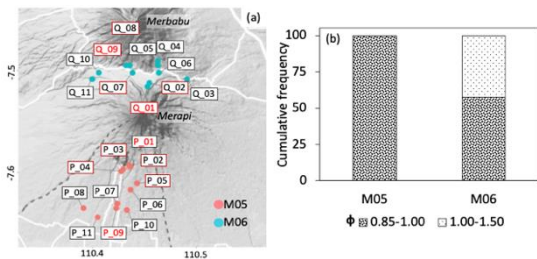 (a)
Merbabu
Q_08
Q_09
Q_05
Q_04
Q_10
Q_06
-7.5
Q_11
Q_07
Q_02
Q_03
Q_01
Merapi
P_01
P_03
P_02
-7.6
P_04
P_05
P_08
P_07
P_06
M05
M06
P_11
P_09
P_10
110.4
110.5
(b)
Cumulative frequency
100
75
50
25
0
M05
M06
ϕ 0.85-1.00 1.00-1.50